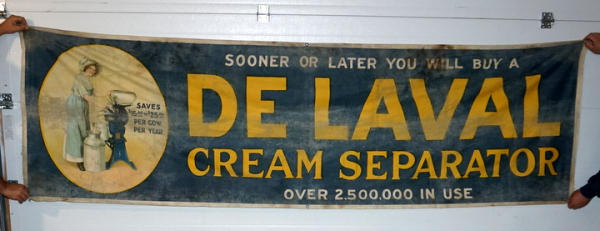 SOONER OR LATER YOU WILL BUY A
DE LAVAL
CREAM SEPARATOR
OVER 2.500.000 IN USE
SAVES
PER COW
PER YEAR